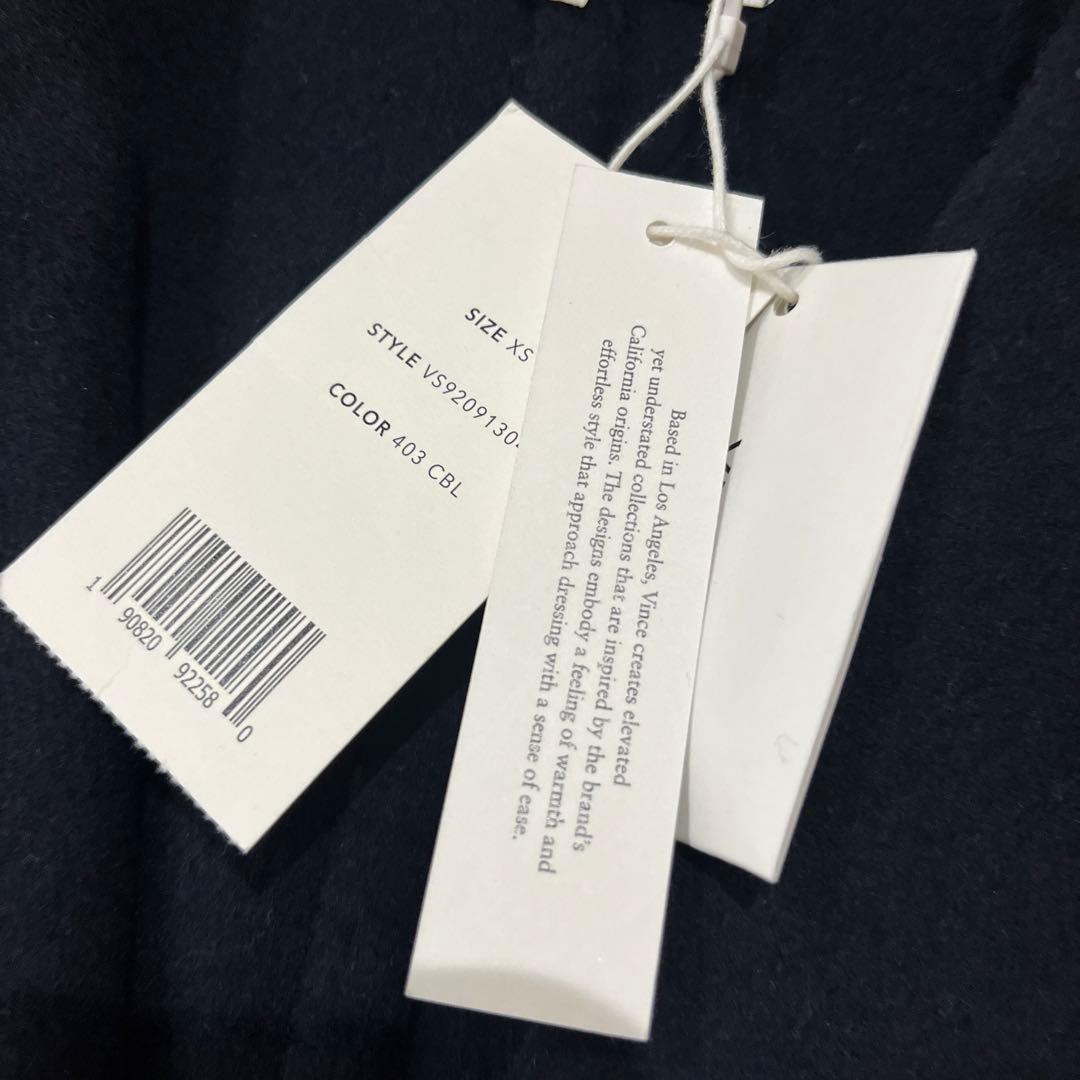 SIZE XS
STYLE VS92091304
COLOR 403 CBL
1 90820 92258 0
Based in Los Angeles, Vince creates elevated
yet understated collections that are inspired by the brand's
California origins. The designs embody a feeling of warmth and
effortless style that approach dressing with a sense of ease.